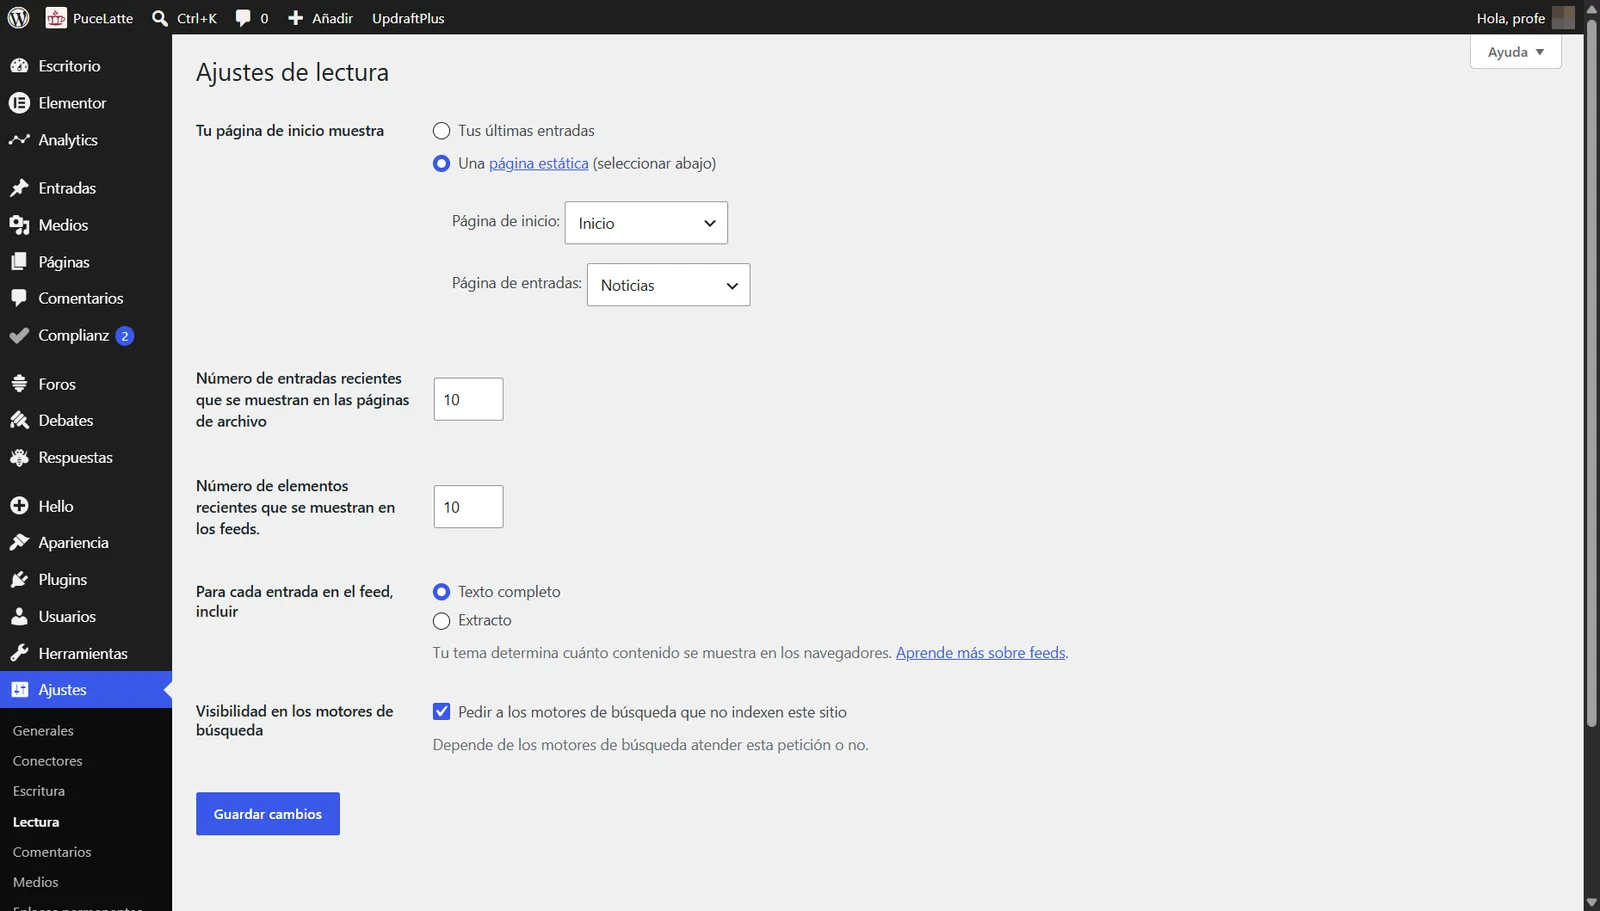 PuceLatte
Ctrl+K
0
Añadir
UpdraftPlus
Hola, profe
Escritorio
Elementor
Analytics
Entradas
Medios
Páginas
Comentarios
Complianz 2
Foros
Debates
Respuestas
Hello
Apariencia
Plugins
Usuarios
Herramientas
Ajustes
Generales
Conectores
Escritura
Lectura
Comentarios
Medios
Enlaces permanentes
Ayuda
Ajustes de lectura
Tu página de inicio muestra
Tus últimas entradas
Una página estática (seleccionar abajo)
Página de inicio: Inicio
Página de entradas: Noticias
Número de entradas recientes
que se muestran en las páginas
de archivo
10
Número de elementos
recientes que se muestran en
los feeds.
10
Para cada entrada en el feed,
incluir
Texto completo
Extracto
Tu tema determina cuánto contenido se muestra en los navegadores. Aprende más sobre feeds.
Visibilidad en los motores de
búsqueda
Pedir a los motores de búsqueda que no indexen este sitio
Depende de los motores de búsqueda atender esta petición o no.
Guardar cambios